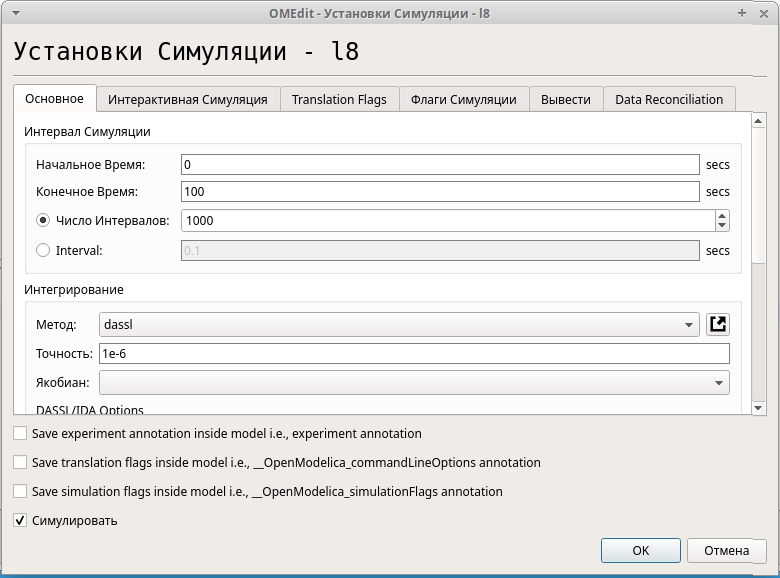 OMEdit - Установки Симуляции - l8
Установки Симуляции - l8
Основное Интерактивная Симуляция Translation Flags Флаги Симуляции Вывести Data Reconciliation
Интервал Симуляции
Начальное Время: 0 secs
Конечное Время: 100 secs
Число Интервалов: 1000
Interval: 0.1 secs
Интегрирование
Метод: dassl
Точность: 1e-6
Якобиан:
DASSL/IDA Options
Save experiment annotation inside model i.e., experiment annotation
Save translation flags inside model i.e., __OpenModelica_commandLineOptions annotation
Save simulation flags inside model i.e., __OpenModelica_simulationFlags annotation
Симулировать
OK Отмена